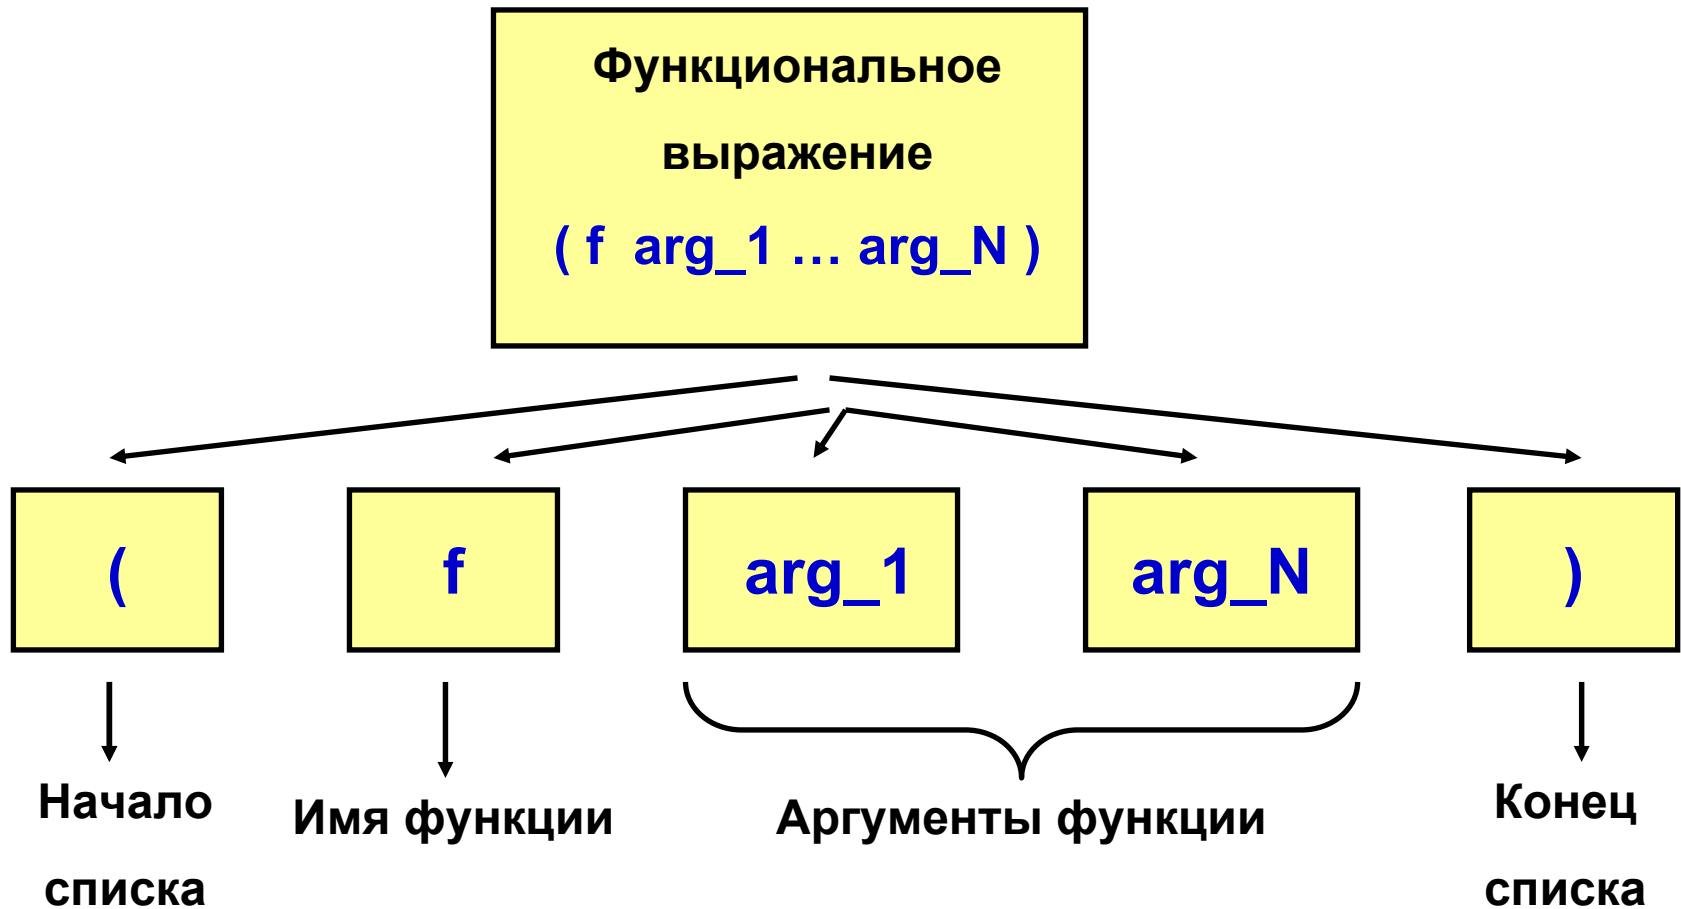 Функциональное
выражение
( f arg_1 … arg_N )
(
f
arg_1
arg_N
)
Начало
списка
Имя функции
Аргументы функции
Конец
списка